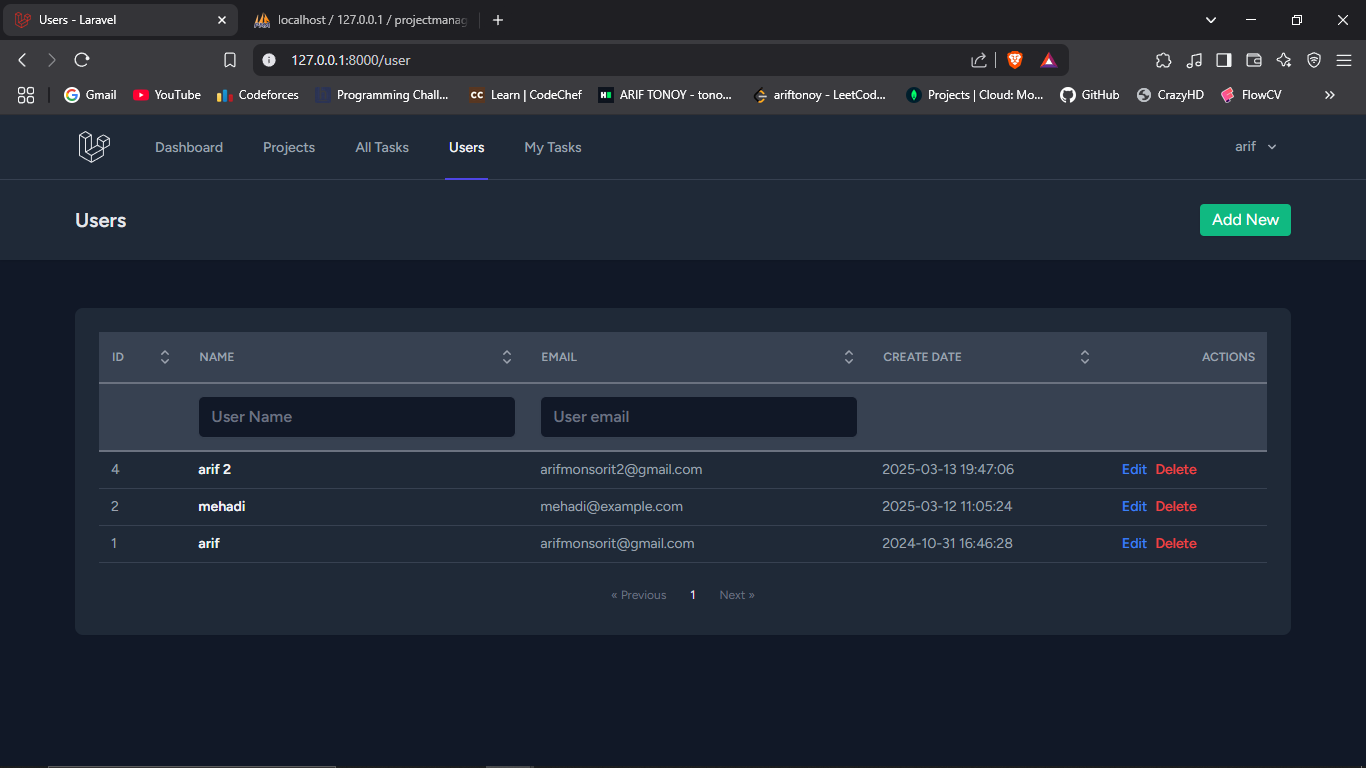 Users - Laravel
localhost / 127.0.0.1 / projectmanag
127.0.0.1:8000/user
Gmail YouTube Codeforces Programming Chall... Learn | CodeChef ARIF TONOY - tono... ariftonoy - LeetCod... Projects | Cloud: Mo... GitHub CrazyHD FlowCV »
Dashboard Projects All Tasks Users My Tasks arif
Users Add New
ID NAME EMAIL CREATE DATE ACTIONS
User Name User email
4 arif 2 arifmonsorit2@gmail.com 2025-03-13 19:47:06 Edit Delete
2 mehadi mehadi@example.com 2025-03-12 11:05:24 Edit Delete
1 arif arifmonsorit@gmail.com 2024-10-31 16:46:28 Edit Delete
« Previous 1 Next »